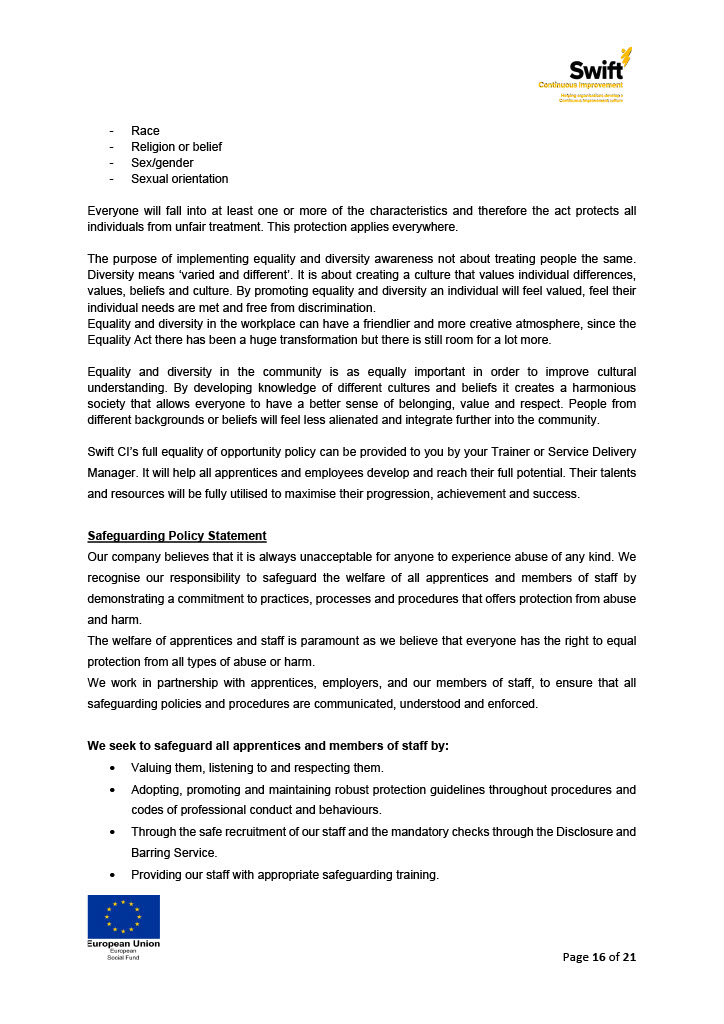 Swift
Continuous Improvement
Helping organisations develop a
Continuous Improvement culture
- Race
- Religion or belief
- Sex/gender
- Sexual orientation
Everyone will fall into at least one or more of the characteristics and therefore the act protects all
individuals from unfair treatment. This protection applies everywhere.
The purpose of implementing equality and diversity awareness not about treating people the same.
Diversity means ‘varied and different’. It is about creating a culture that values individual differences,
values, beliefs and culture. By promoting equality and diversity an individual will feel valued, feel their
individual needs are met and free from discrimination.
Equality and diversity in the workplace can have a friendlier and more creative atmosphere, since the
Equality Act there has been a huge transformation but there is still room for a lot more.
Equality and diversity in the community is as equally important in order to improve cultural
understanding. By developing knowledge of different cultures and beliefs it creates a harmonious
society that allows everyone to have a better sense of belonging, value and respect. People from
different backgrounds or beliefs will feel less alienated and integrate further into the community.
Swift CI’s full equality of opportunity policy can be provided to you by your Trainer or Service Delivery
Manager. It will help all apprentices and employees develop and reach their full potential. Their talents
and resources will be fully utilised to maximise their progression, achievement and success.
Safeguarding Policy Statement
Our company believes that it is always unacceptable for anyone to experience abuse of any kind. We
recognise our responsibility to safeguard the welfare of all apprentices and members of staff by
demonstrating a commitment to practices, processes and procedures that offers protection from abuse
and harm.
The welfare of apprentices and staff is paramount as we believe that everyone has the right to equal
protection from all types of abuse or harm.
We work in partnership with apprentices, employers, and our members of staff, to ensure that all
safeguarding policies and procedures are communicated, understood and enforced.
We seek to safeguard all apprentices and members of staff by:
• Valuing them, listening to and respecting them.
• Adopting, promoting and maintaining robust protection guidelines throughout procedures and
codes of professional conduct and behaviours.
• Through the safe recruitment of our staff and the mandatory checks through the Disclosure and
Barring Service.
• Providing our staff with appropriate safeguarding training.
European Union
European
Social Fund
Page 16 of 21